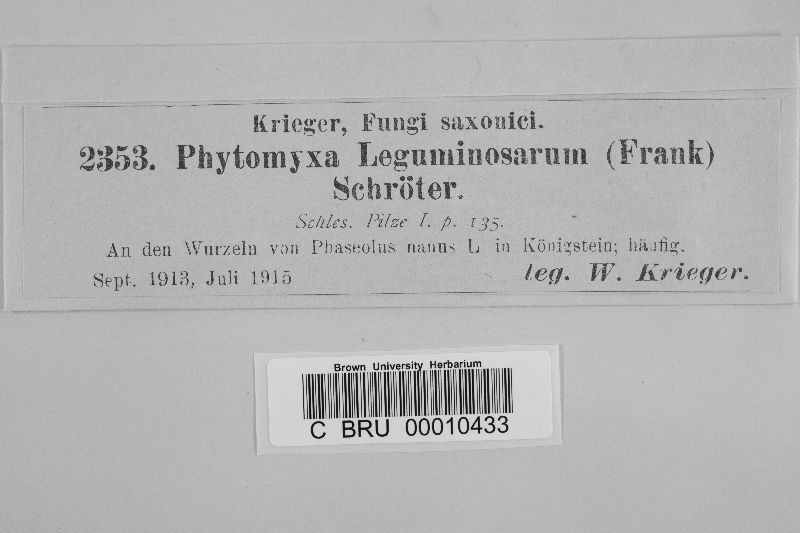 Krieger, Fungi saxonici.
2353. Phytomyxa Leguminosarum (Frank)
Schröter.
Schles. Pilze I. p. 135.
An den Wurzeln von Phaseolus nanus L. in Königstein; häufig.
Sept. 1913, Juli 1915
leg. W. Krieger.
Brown University Herbarium
C BRU 00010433